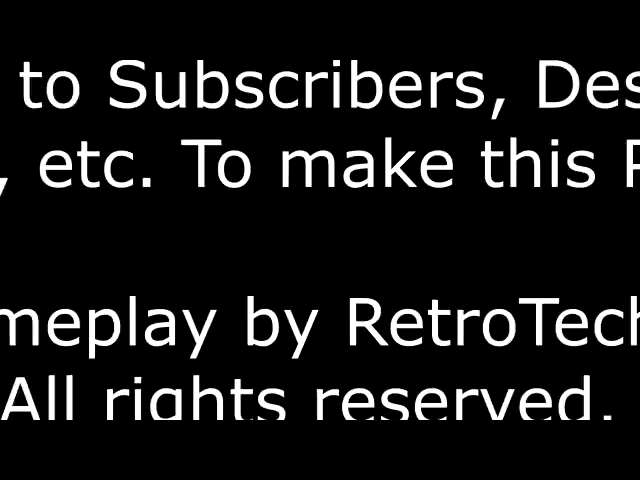 to Subscribers, Des
, etc. To make this
meplay by RetroTech
All rights reserved.